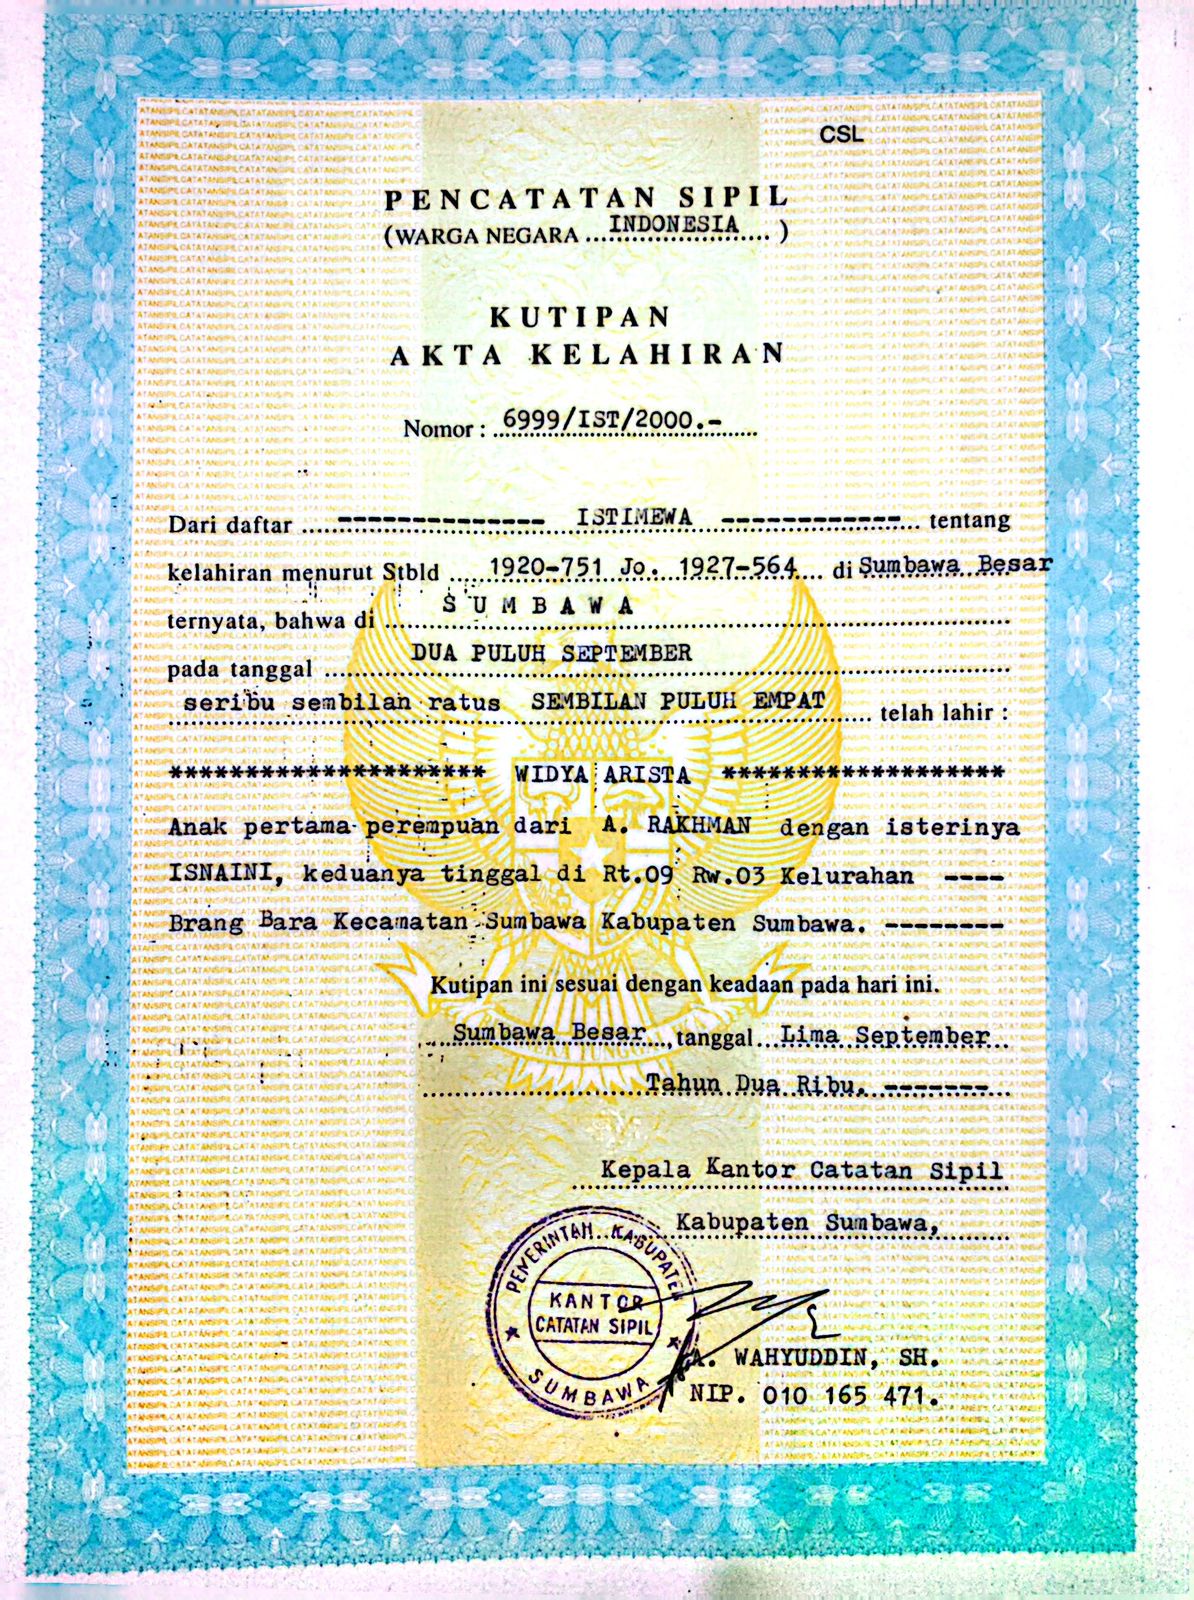 CSL
PENCATATAN SIPIL
(WARGA NEGARA ...INDONESIA.... )
KUTIPAN
AKTA KELAHIRAN
Nomor : 6999/IST/2000.-
Dari daftar -------------- ISTIMEWA ------------ tentang
kelahiran menurut Stbld .... 1920-751 Jo. 1927-564... di Sumbawa Besar
ternyata, bahwa di S U M B A W A
pada tanggal DUA PULUH SEPTEMBER
seribu sembilan ratus SEMBILAN PULUH EMPAT telah lahir :
********************* WIDYA ARISTA *******************
Anak pertama perempuan dari A. RAKHMAN dengan isterinya
ISNAINI, keduanya tinggal di Rt.09 Rw.03 Kelurahan ----
Brang Bara Kecamatan Sumbawa Kabupaten Sumbawa. --------
Kutipan ini sesuai dengan keadaan pada hari ini.
Sumbawa Besar, tanggal Lima September
Tahun Dua Ribu. -------
Kepala Kantor Catatan Sipil
Kabupaten Sumbawa,
PEMERINTAH KABUPATEN
KANTOR
CATATAN SIPIL
SUMBAWA
A. WAHYUDDIN, SH.
NIP. 010 165 471.